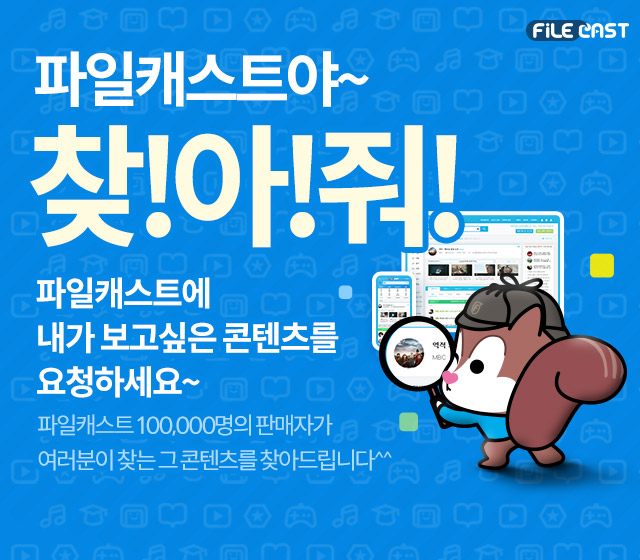 FiLE CAST
파일캐스트야~
찾!아!줘!
파일캐스트에
내가 보고싶은 콘텐츠를
요청하세요~
파일캐스트 100,000명의 판매자가
여러분이 찾는 그 콘텐츠를 찾아드립니다^^
역적
MBC